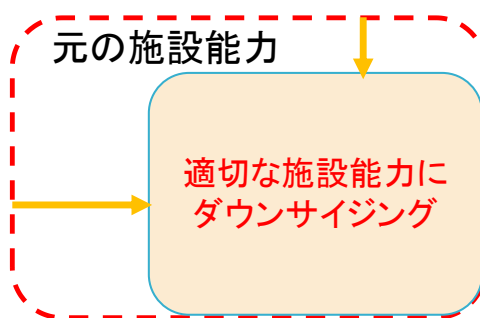 元の施設能力
適切な施設能力に
ダウンサイジング